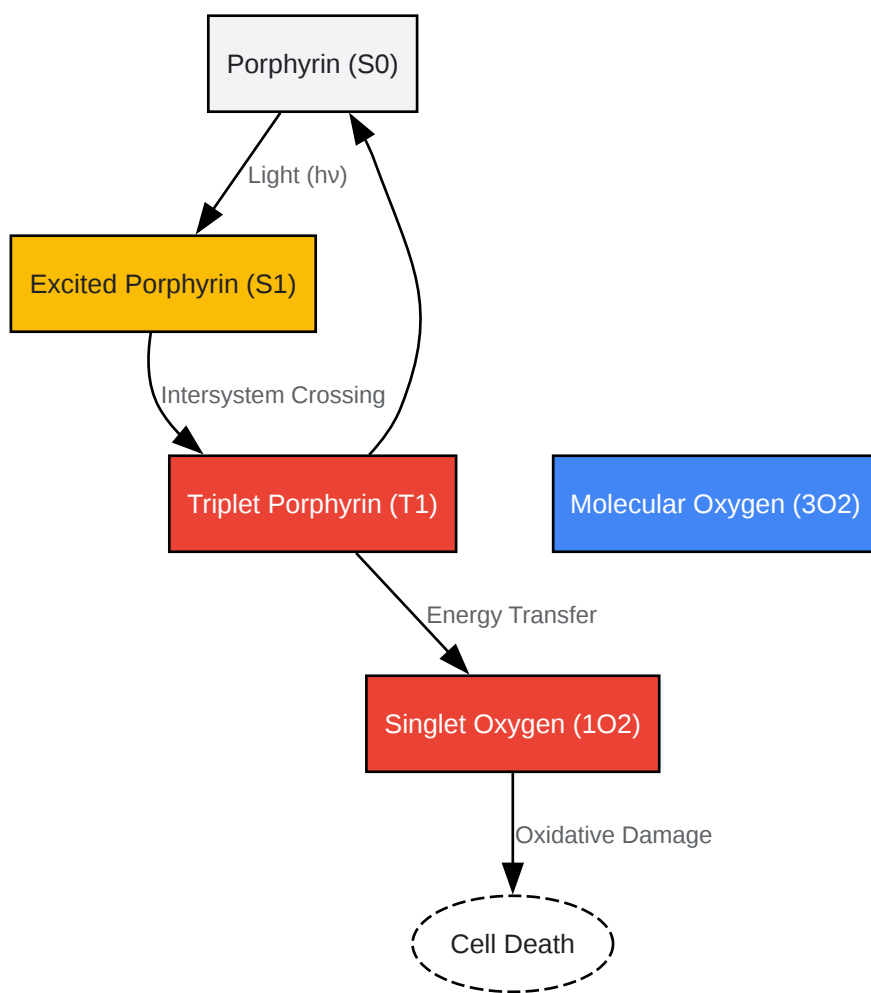 Porphyrin (S0)
Light (hν)
Excited Porphyrin (S1)
Intersystem Crossing
Triplet Porphyrin (T1)
Molecular Oxygen (3O2)
Energy Transfer
Singlet Oxygen (1O2)
Oxidative Damage
Cell Death